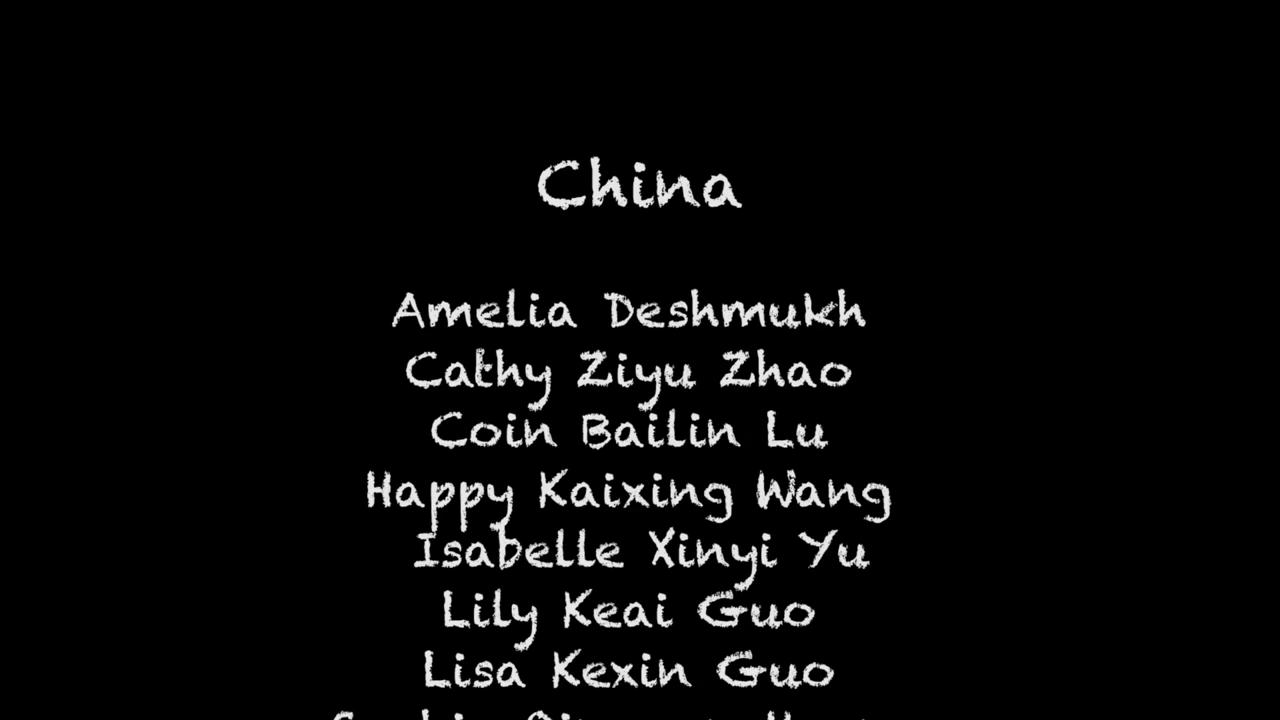 China
Amelia Deshmukh
Cathy Ziyu Zhao
Coin Bailin Lu
Happy Kaixing Wang
Isabelle Xinyi Yu
Lily Keai Guo
Lisa Kexin Guo